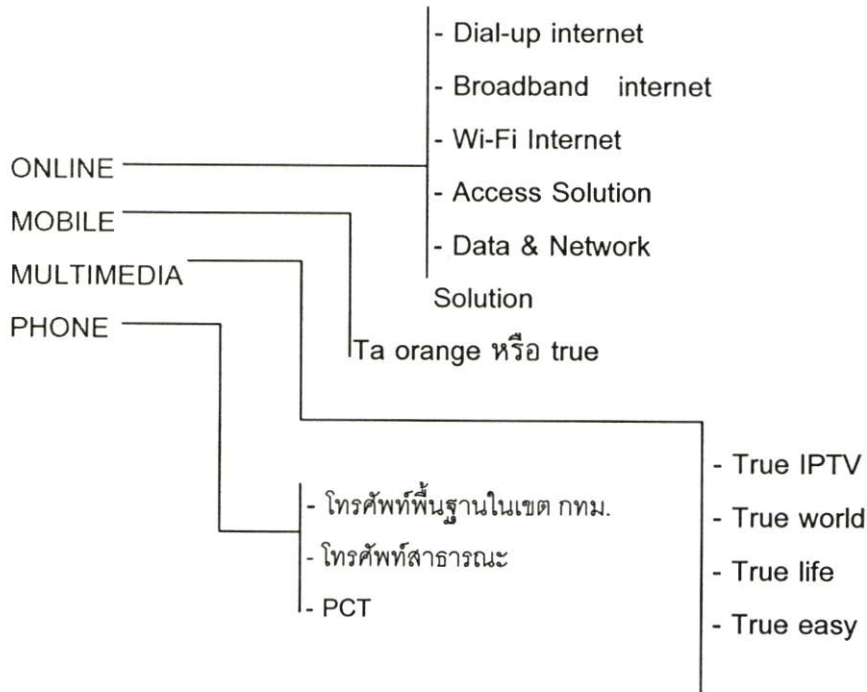 - Dial-up internet
- Broadband internet
- Wi-Fi Internet
- Access Solution
- Data & Network
Solution
ONLINE
MOBILE
MULTIMEDIA
PHONE
Ta orange หรือ true
- โทรศัพท์พื้นฐานในเขต กทม.
- โทรศัพท์สาธารณะ
- PCT
- True IPTV
- True world
- True life
- True easy